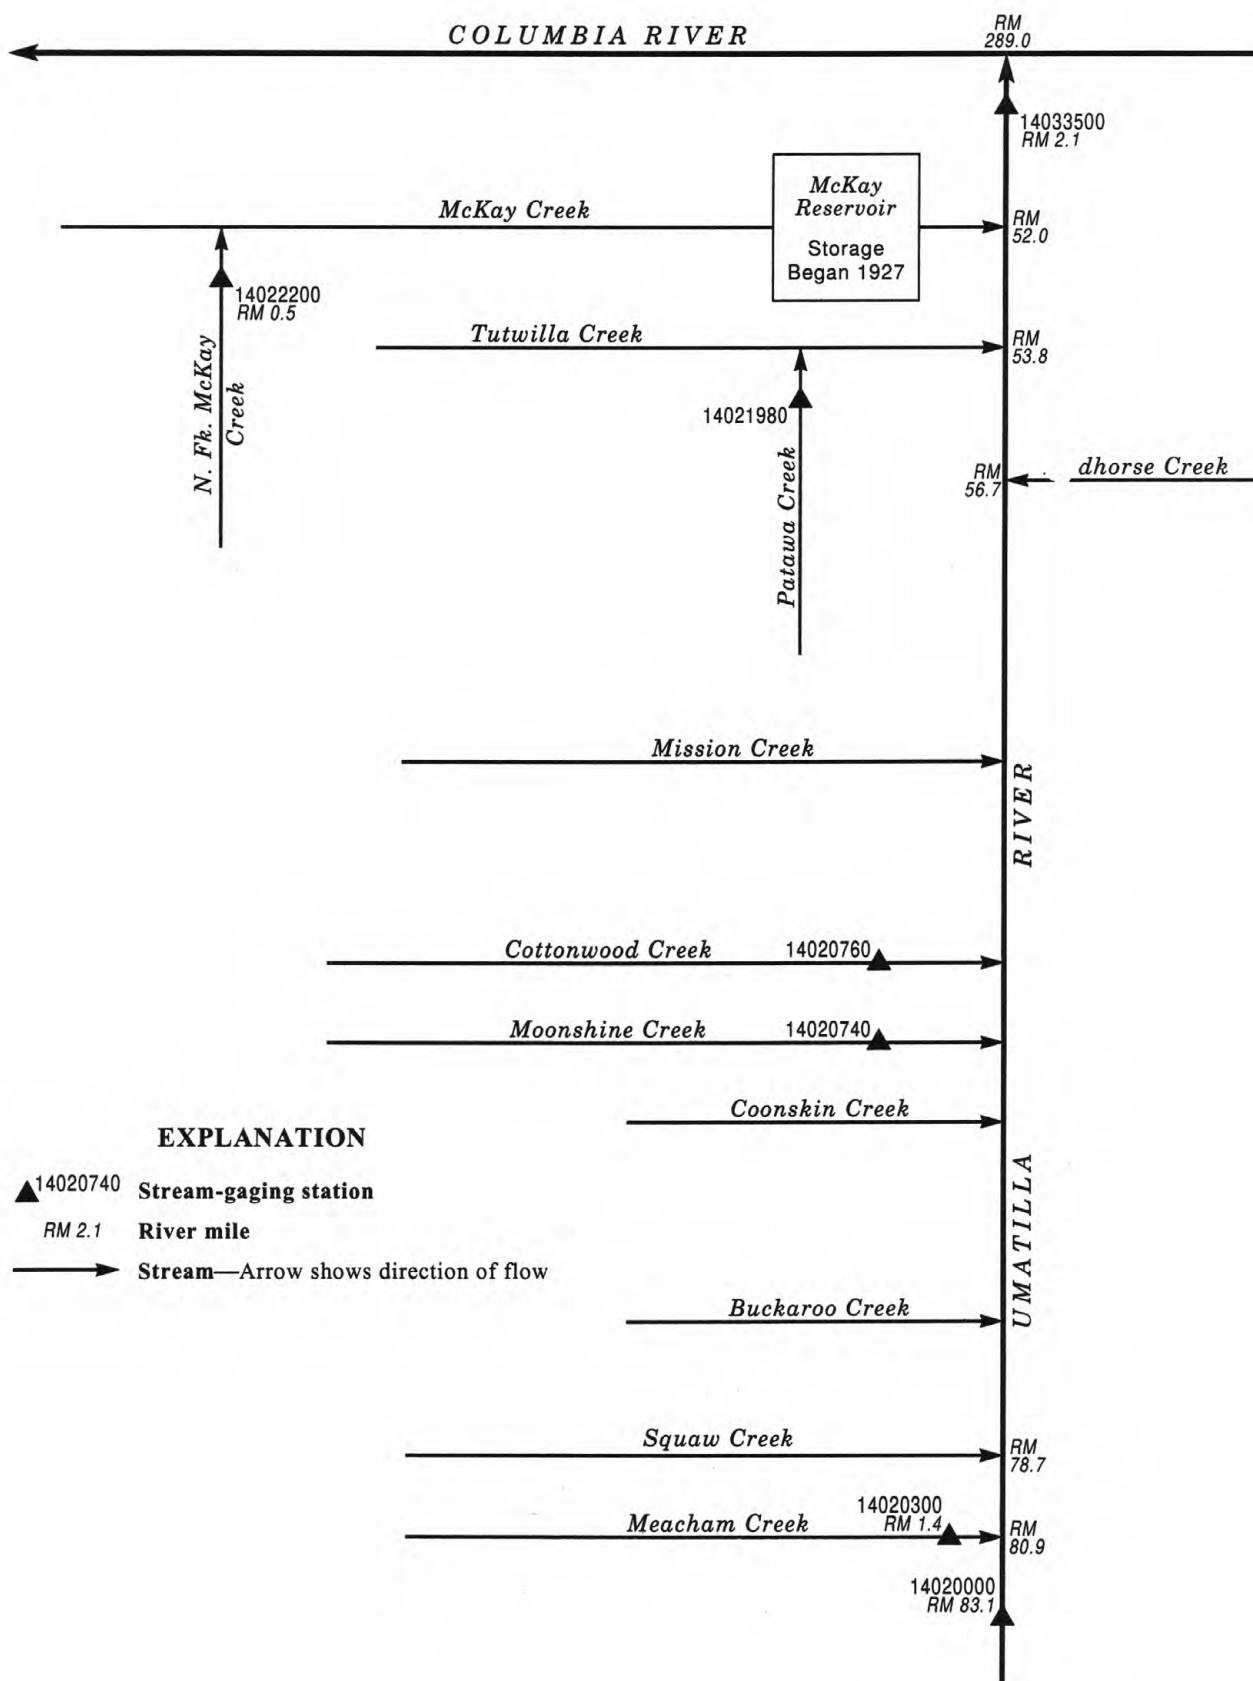 COLUMBIA RIVER
RM
289.0
14033500
RM 2.1
McKay Creek
McKay
Reservoir
Storage
Began 1927
RM
52.0
14022200
RM 0.5
N. Fk. McKay
Creek
Tutwilla Creek
RM
53.8
14021980
Patawa Creek
RM
56.7
dhorse Creek
Mission Creek
UMATILLA RIVER
Cottonwood Creek
14020760
Moonshine Creek
14020740
Coonskin Creek
EXPLANATION
14020740 Stream-gaging station
RM 2.1 River mile
Stream—Arrow shows direction of flow
Buckaroo Creek
Squaw Creek
RM
78.7
Meacham Creek
14020300
RM 1.4
RM
80.9
14020000
RM 83.1